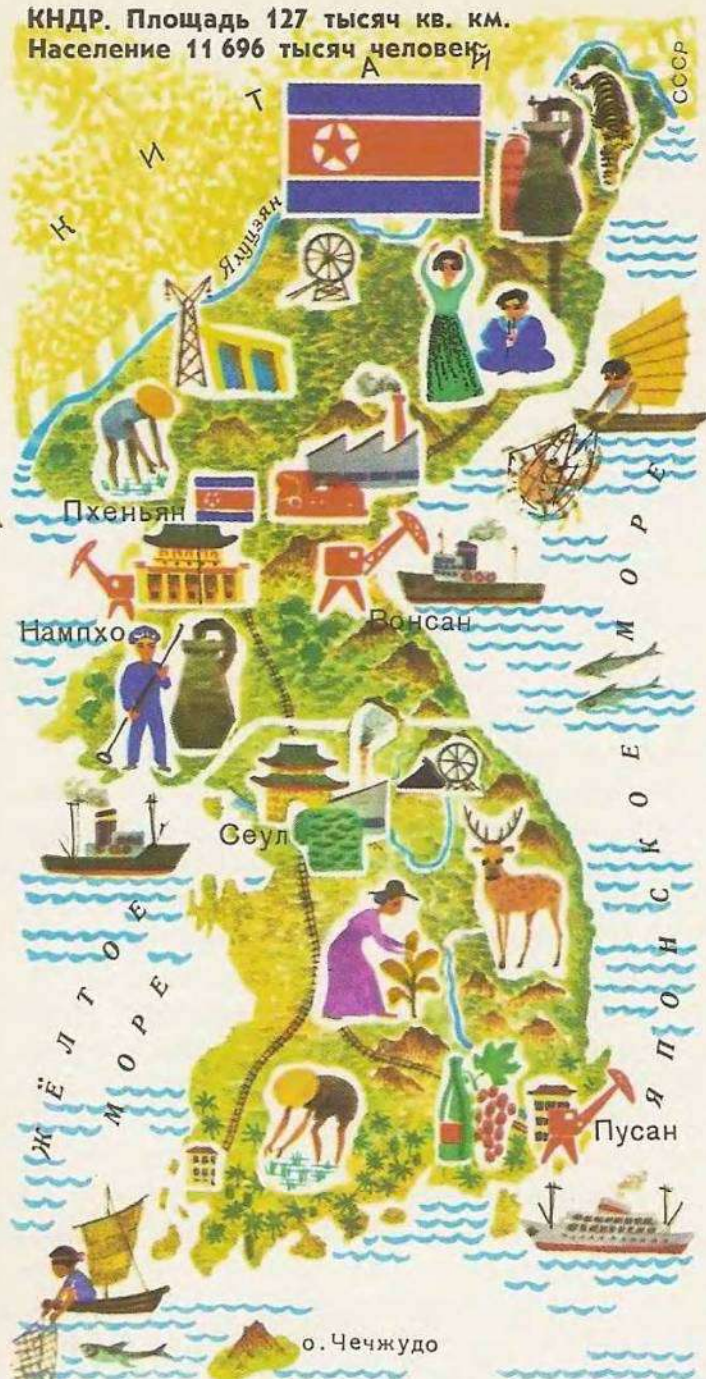 КНДР. Площадь 127 тысяч кв. км.
Население 11 696 тысяч человек
КИТАЙ
СССР
Ялуцзян
Пхеньян
Нампхо
Вонсан
ЯПОНСКОЕ МОРЕ
Сеул
ЖЁЛТОЕ
МОРЕ
Пусан
о. Чечжудо